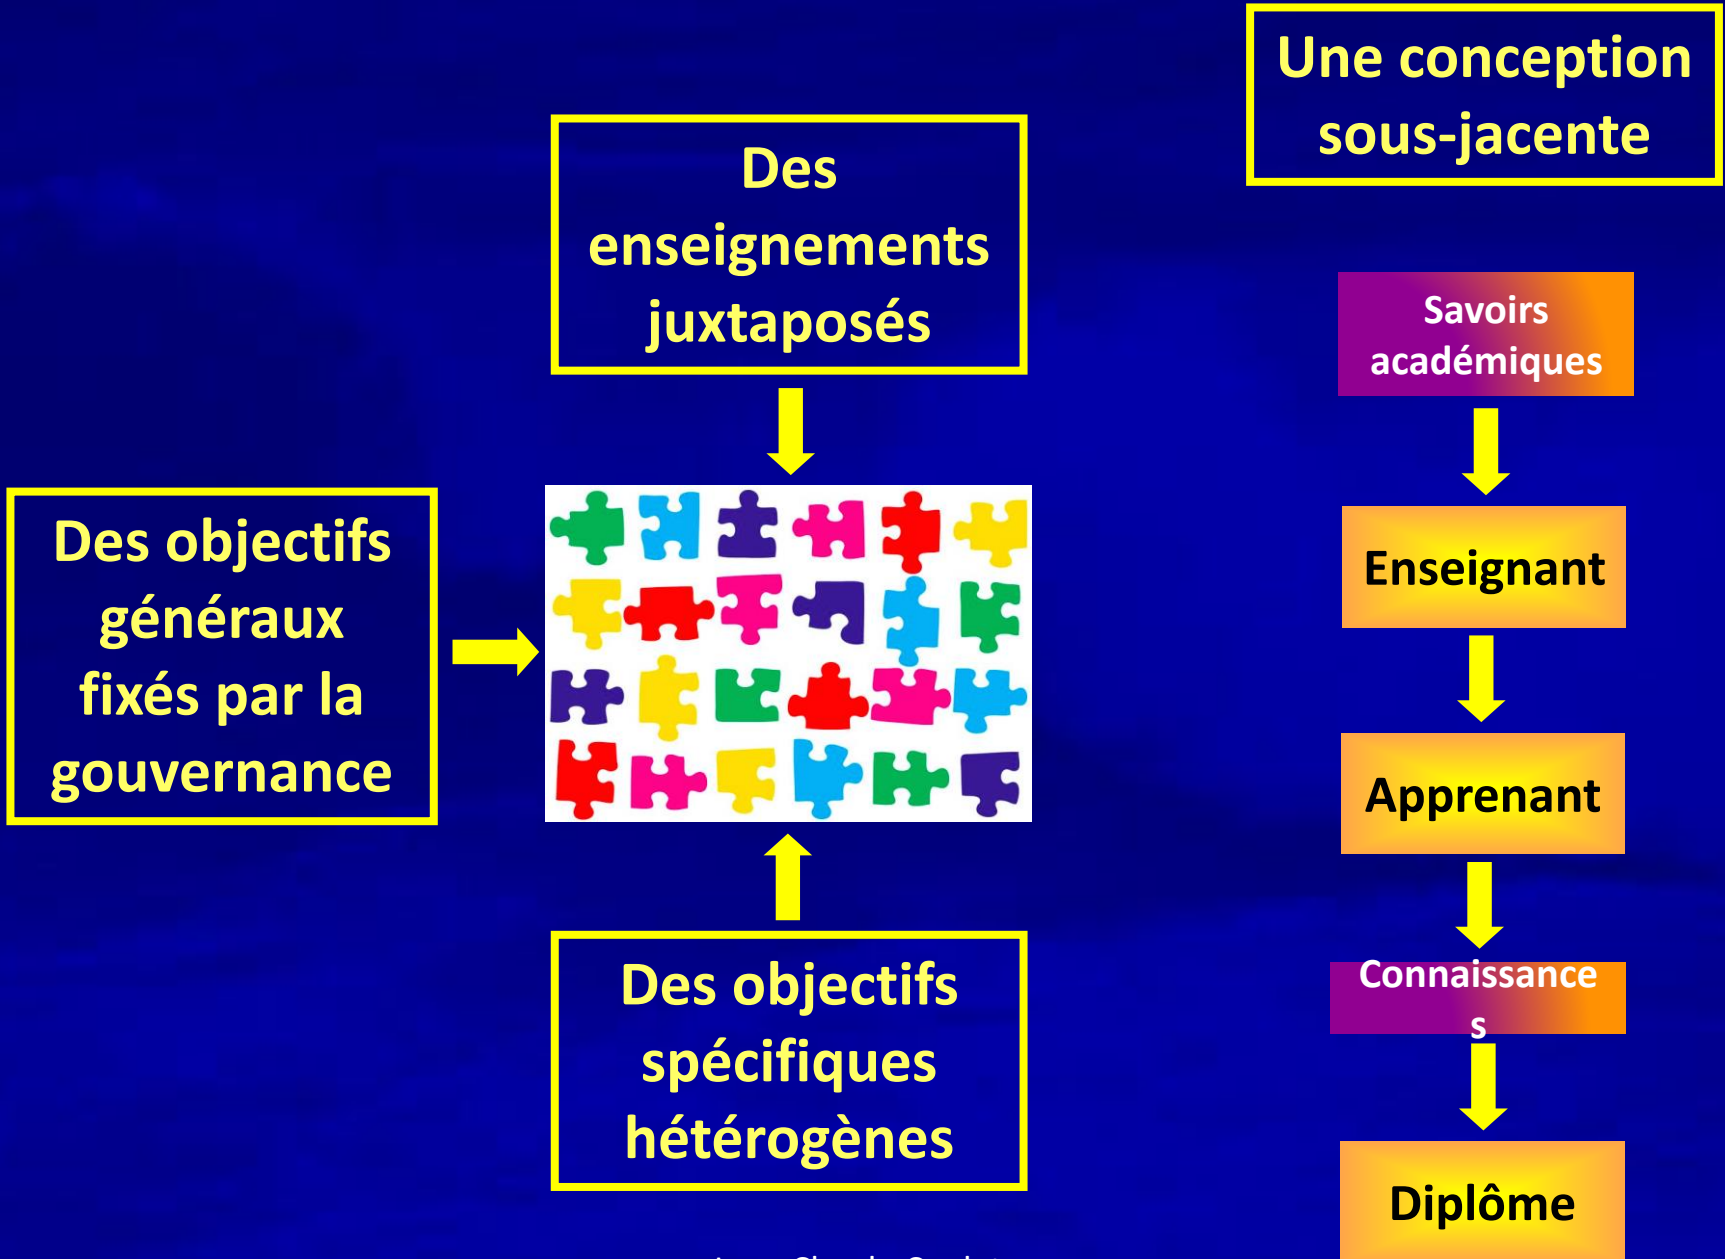 Une conception
sous-jacente
Des
enseignements
juxtaposés
Savoirs
académiques
Des objectifs
généraux
fixés par la
gouvernance
Enseignant
Apprenant
Des objectifs
spécifiques
hétérogènes
Connaissance
s
Diplôme